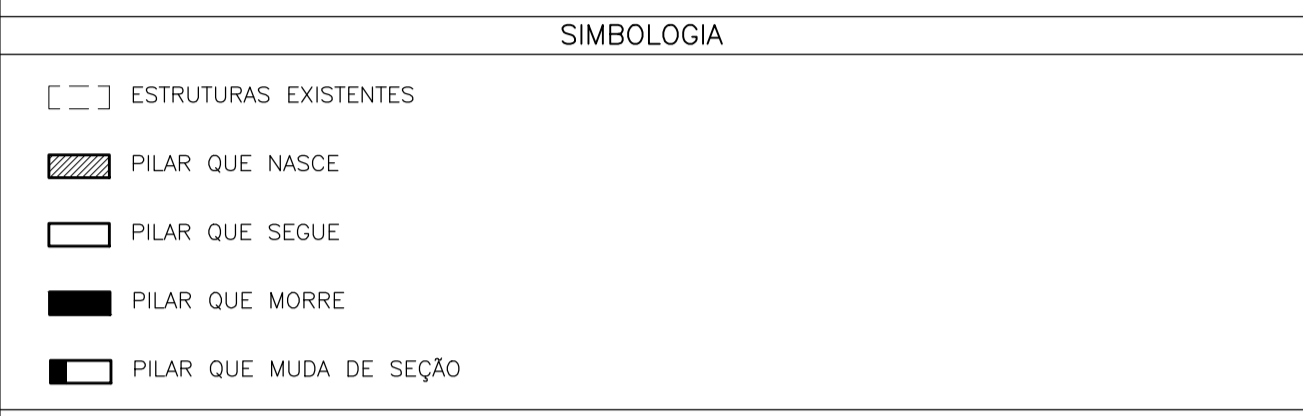 SIMBOLOGIA
ESTRUTURAS EXISTENTES
PILAR QUE NASCE
PILAR QUE SEGUE
PILAR QUE MORRE
PILAR QUE MUDA DE SEÇÃO